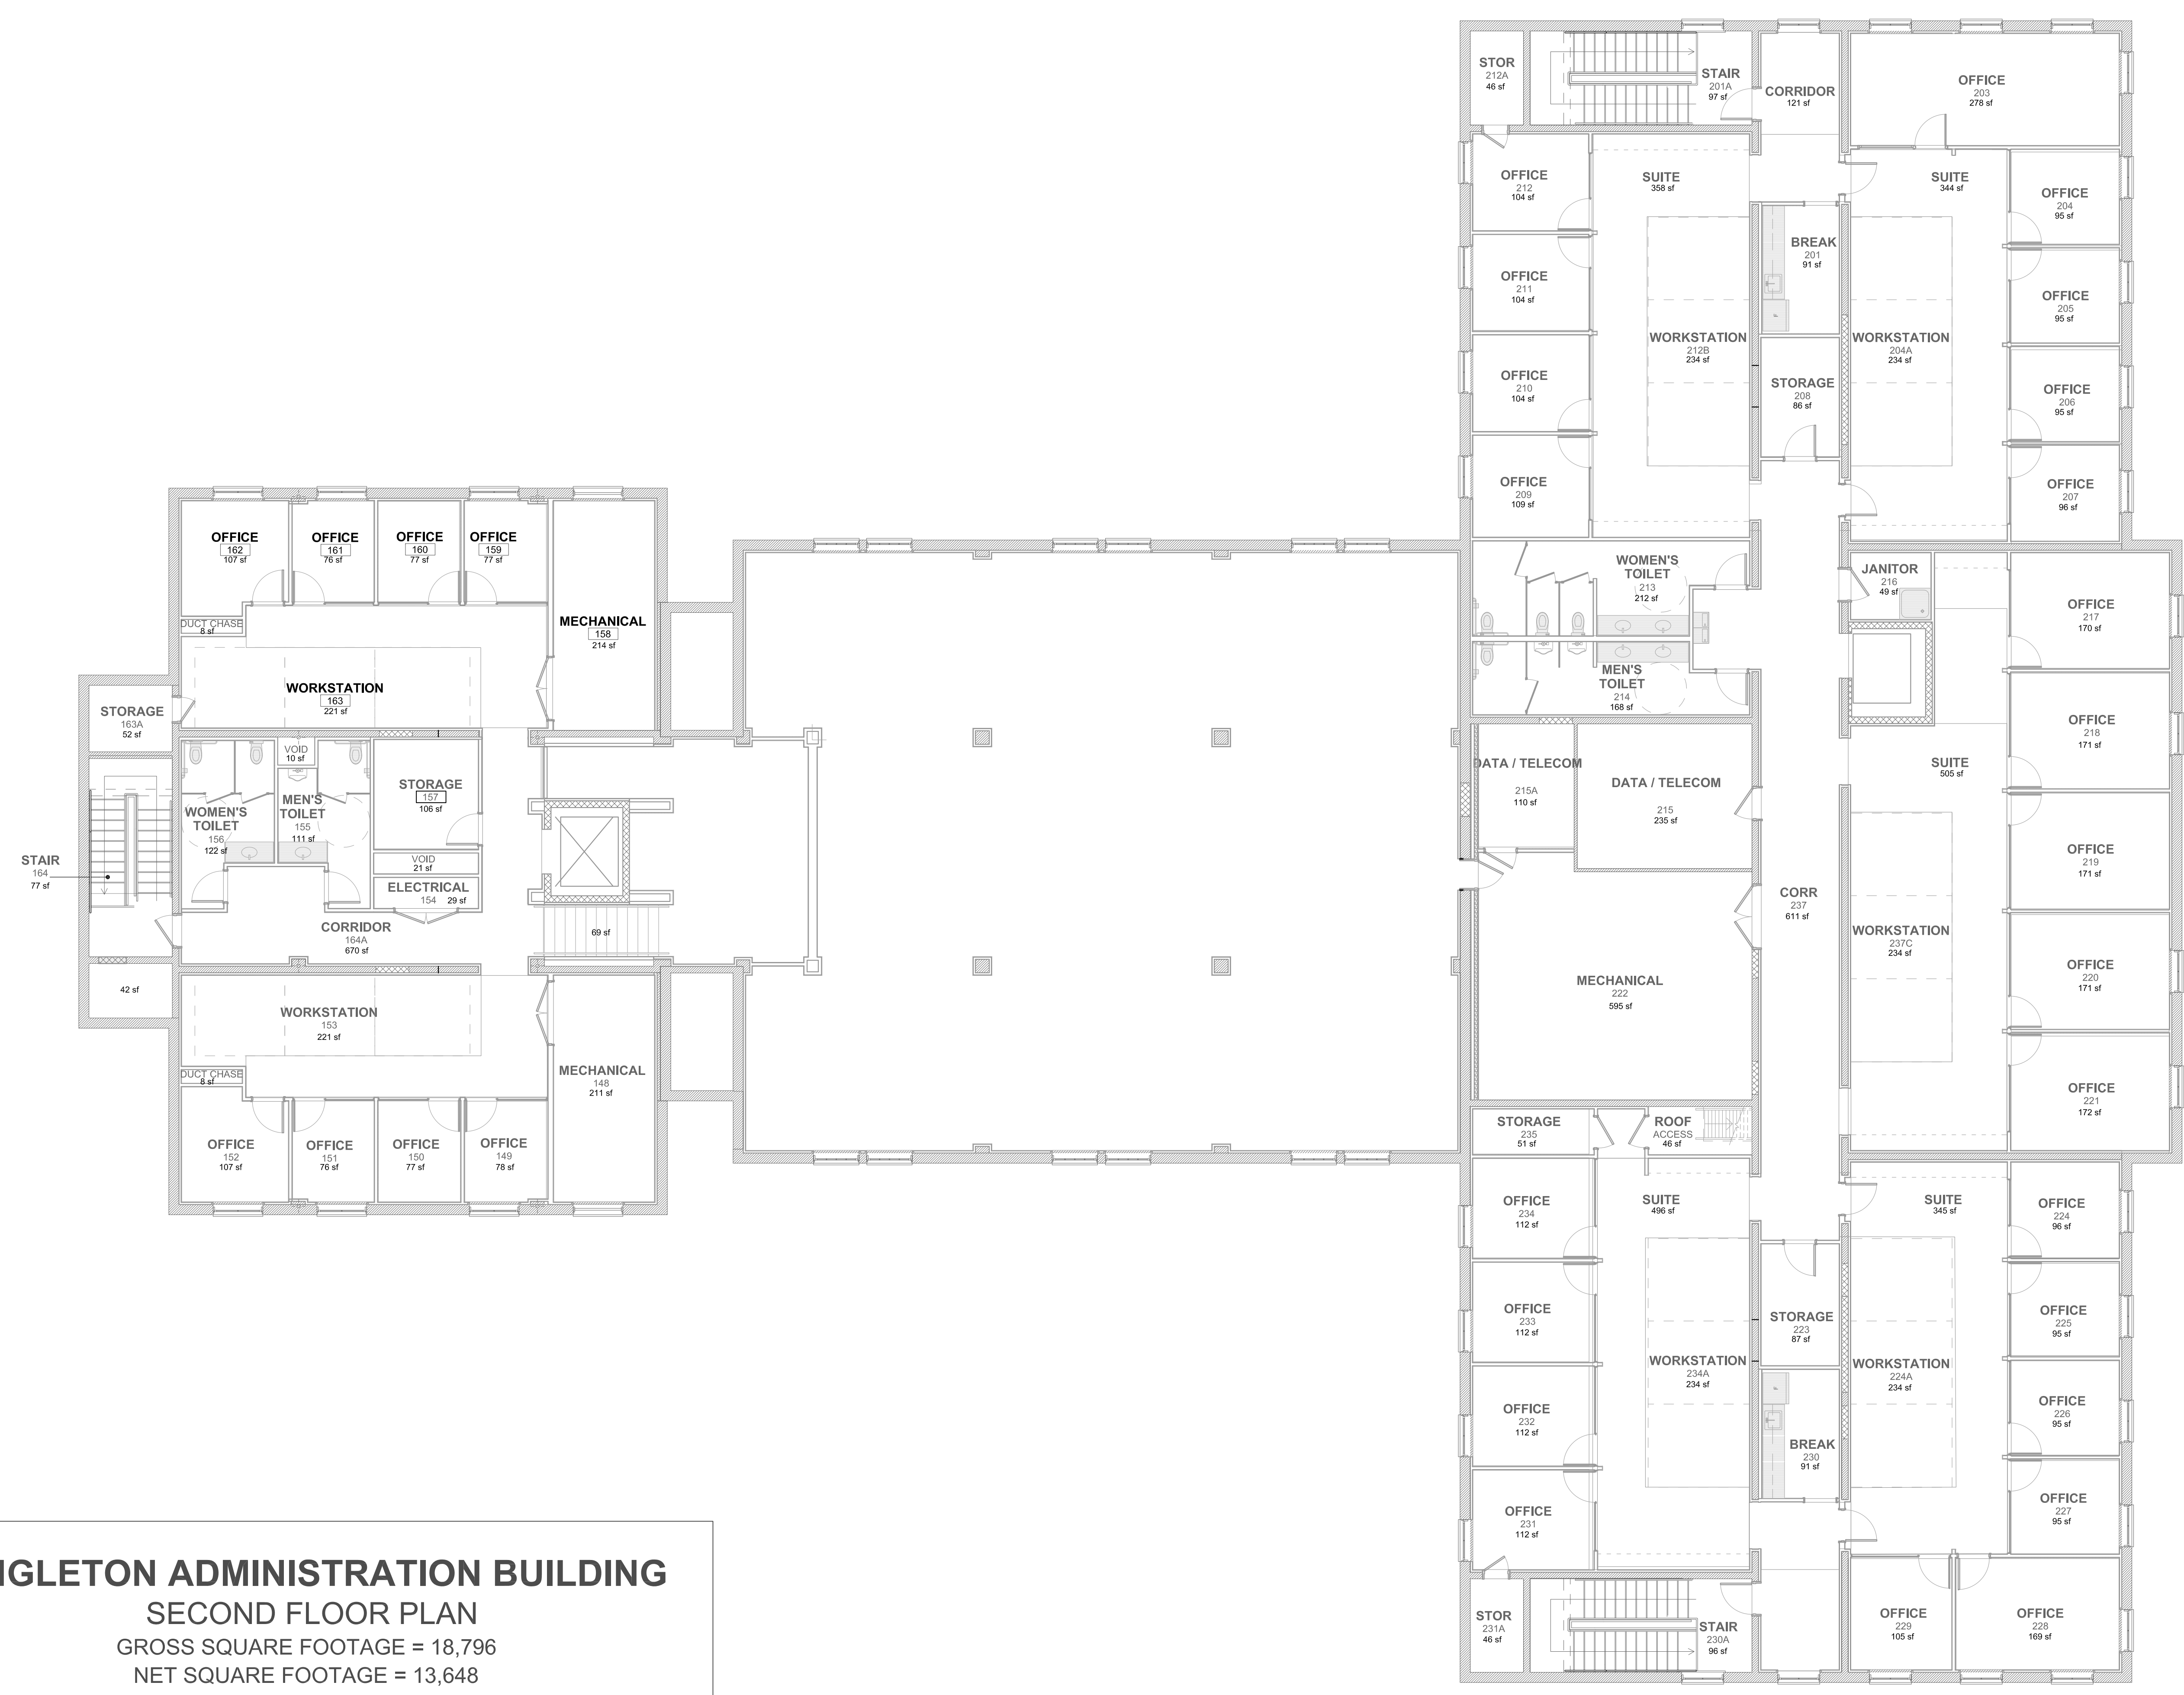 STOR
212A
46 sf
STAIR
201A
97 sf
CORRIDOR
121 sf
OFFICE
203
278 sf
OFFICE
212
104 sf
SUITE
358 sf
SUITE
344 sf
OFFICE
204
95 sf
BREAK
201
91 sf
OFFICE
211
104 sf
OFFICE
205
95 sf
WORKSTATION
212B
234 sf
WORKSTATION
204A
234 sf
OFFICE
210
104 sf
STORAGE
208
86 sf
OFFICE
206
95 sf
OFFICE
209
109 sf
OFFICE
207
96 sf
OFFICE
162
107 sf
OFFICE
161
76 sf
OFFICE
160
77 sf
OFFICE
159
77 sf
DUCT CHASE
8 sf
MECHANICAL
158
214 sf
WORKSTATION
163
221 sf
STORAGE
163A
52 sf
VOID
10 sf
STORAGE
157
106 sf
WOMEN'S
TOILET
156
122 sf
MEN'S
TOILET
155
111 sf
VOID
21 sf
ELECTRICAL
154 29 sf
STAIR
164
77 sf
CORRIDOR
164A
670 sf
69 sf
42 sf
WORKSTATION
153
221 sf
DUCT CHASE
8 sf
MECHANICAL
148
211 sf
OFFICE
152
107 sf
OFFICE
151
76 sf
OFFICE
150
77 sf
OFFICE
149
78 sf
WOMEN'S
TOILET
213
212 sf
MEN'S
TOILET
214
168 sf
JANITOR
216
49 sf
OFFICE
217
170 sf
OFFICE
218
171 sf
DATA / TELECOM
215A
110 sf
DATA / TELECOM
215
235 sf
SUITE
505 sf
OFFICE
219
171 sf
CORR
237
611 sf
WORKSTATION
237C
234 sf
OFFICE
220
171 sf
MECHANICAL
222
595 sf
OFFICE
221
172 sf
STORAGE
235
51 sf
ROOF
ACCESS
46 sf
OFFICE
234
112 sf
SUITE
496 sf
SUITE
345 sf
OFFICE
224
96 sf
OFFICE
233
112 sf
STORAGE
223
87 sf
OFFICE
225
95 sf
WORKSTATION
234A
234 sf
WORKSTATION
224A
234 sf
OFFICE
232
112 sf
OFFICE
226
95 sf
BREAK
230
91 sf
OFFICE
231
112 sf
OFFICE
227
95 sf
STOR
231A
46 sf
STAIR
230A
96 sf
OFFICE
229
105 sf
OFFICE
228
169 sf
NGLETON ADMINISTRATION BUILDING
SECOND FLOOR PLAN
GROSS SQUARE FOOTAGE = 18,796
NET SQUARE FOOTAGE = 13,648